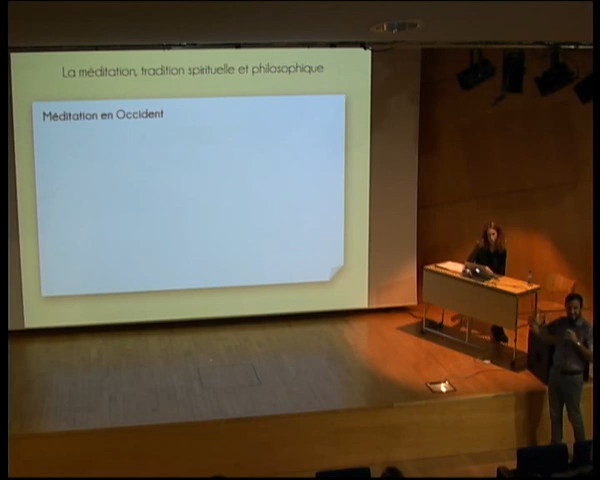 La méditation, tradition spirituelle et philosophique
Méditation en Occident